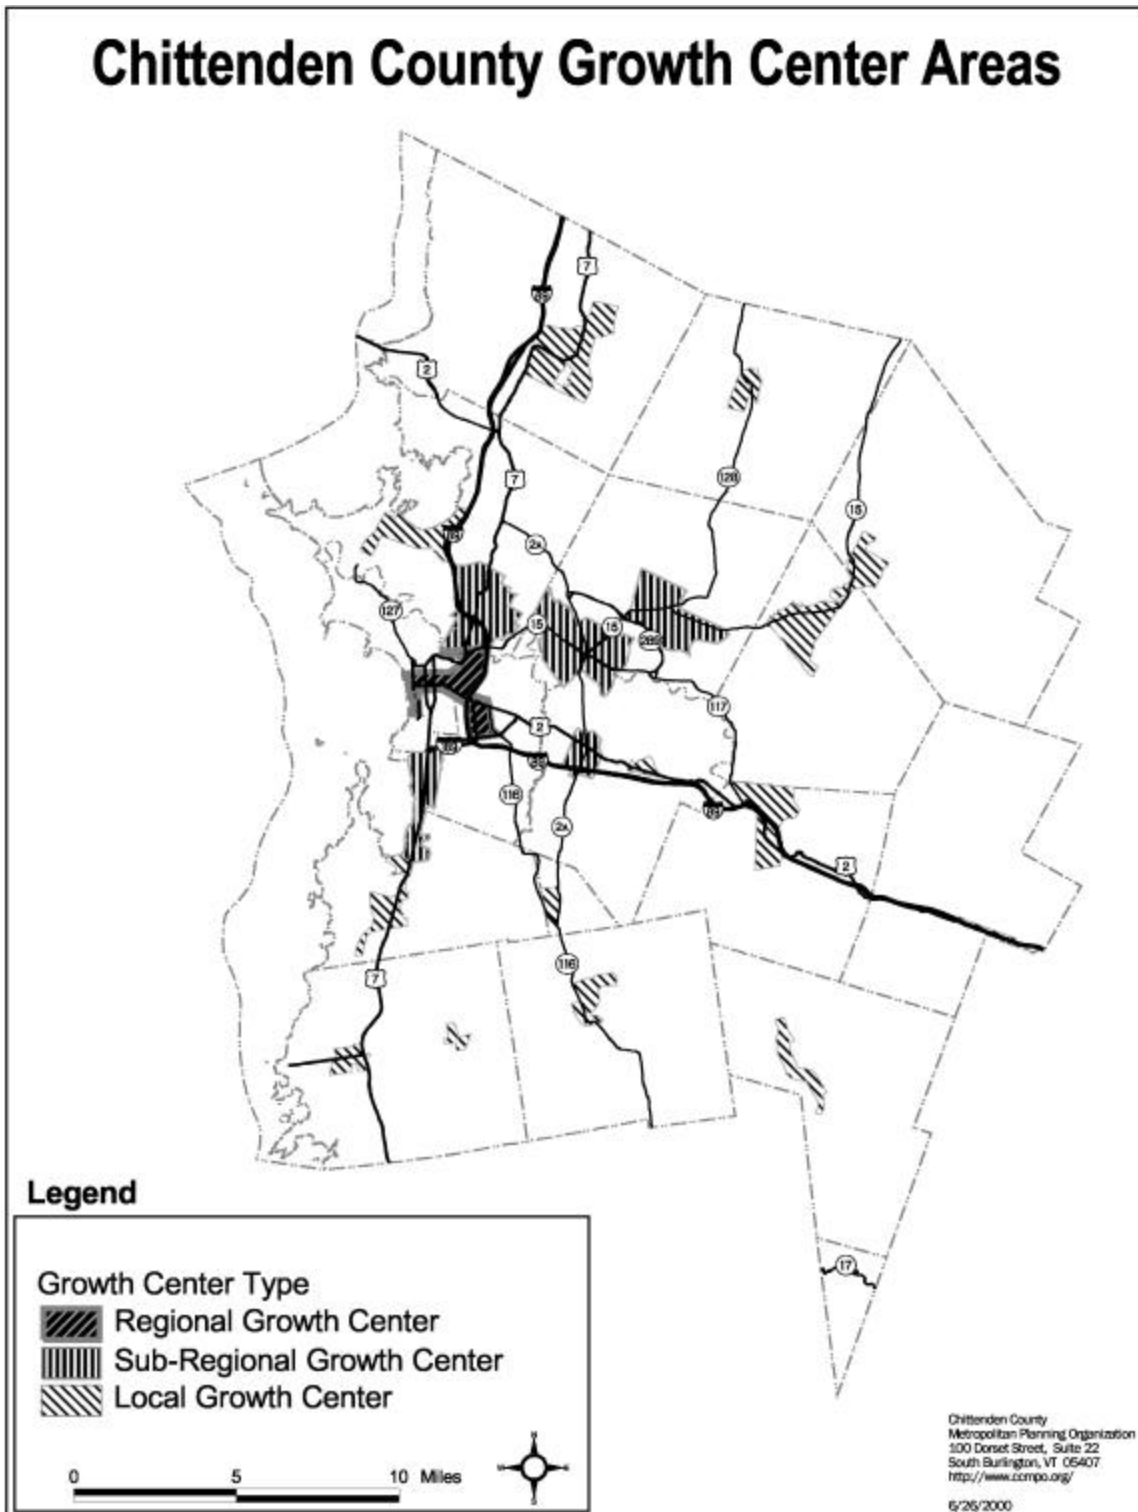 Chittenden County Growth Center Areas
7
89
2
7
128
15
89
2A
127
15
15
289
117
2
89
89
116
2A
89
2
116
7
17
Legend
Growth Center Type
Regional Growth Center
Sub-Regional Growth Center
Local Growth Center
N
W
E
S
0 5 10 Miles
Chittenden County
Metropolitan Planning Organization
100 Dorset Street, Suite 22
South Burlington, VT 05407
http://www.ccmpo.org/
6/26/2000